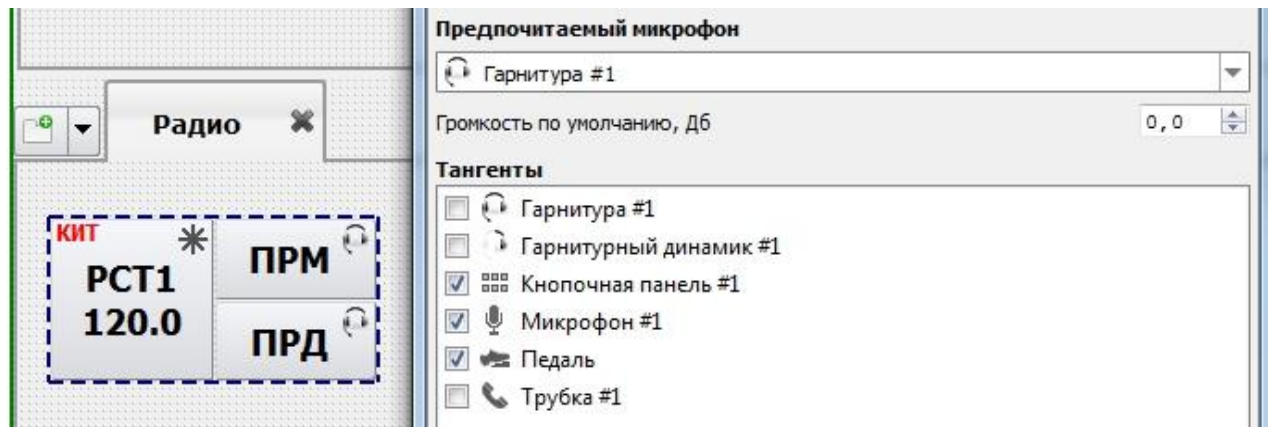 Предпочитаемый микрофон
Гарнитура #1
Громкость по умолчанию, Дб 0,0
Тангенты
Гарнитура #1
Гарнитурный динамик #1
Кнопочная панель #1
Микрофон #1
Педаль
Трубка #1
Радио
КИТ
РСТ1
120.0
ПРМ
ПРД